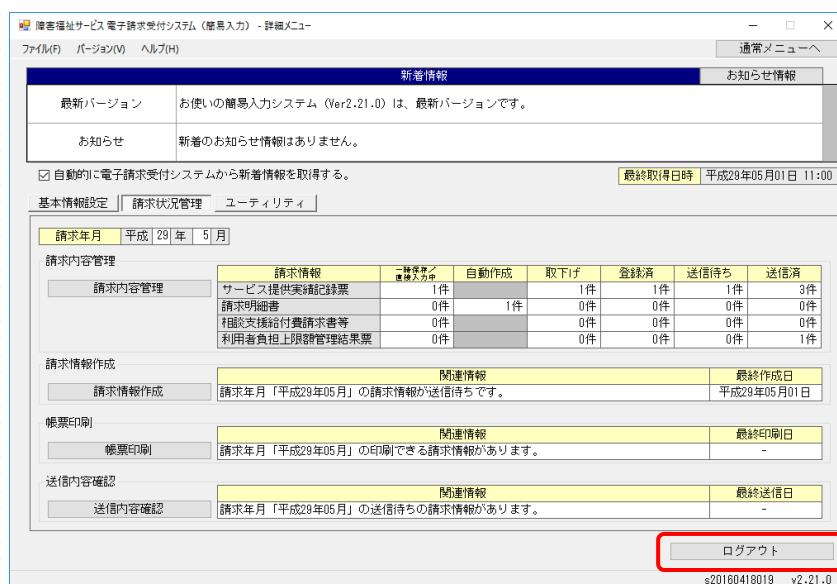 障害福祉サービス 電子請求受付システム（簡易入力） - 詳細メニュー
ファイル(F) バージョン(V) ヘルプ(H) 通常メニューへ
新着情報 お知らせ情報
最新バージョン お使いの簡易入力システム（Ver2.21.0）は、最新バージョンです。
お知らせ 新着のお知らせ情報はありません。
自動的に電子請求受付システムから新着情報を取得する。 最終取得日時 平成29年05月01日 11:00
基本情報設定 請求状況管理 ユーティリティ
請求年月 平成 29 年 5 月
請求内容管理
請求内容管理 請求情報 一時保存／直接入力中 自動作成 取下げ 登録済 送信待ち 送信済
サービス提供実績記録票 1件 1件 1件 1件 3件
請求明細書 0件 1件 0件 0件 0件 0件
相談支援給付費請求書等 0件 0件 0件 0件 0件
利用者負担上限額管理結果票 0件 0件 0件 0件 1件
請求情報作成
関連情報 最終作成日
請求情報作成 請求年月「平成29年05月」の請求情報が送信待ちです。 平成29年05月01日
帳票印刷
関連情報 最終印刷日
帳票印刷 請求年月「平成29年05月」の印刷できる請求情報があります。 -
送信内容確認
関連情報 最終送信日
送信内容確認 請求年月「平成29年05月」の送信待ちの請求情報があります。 -
ログアウト
s20160418019 v2.21.0